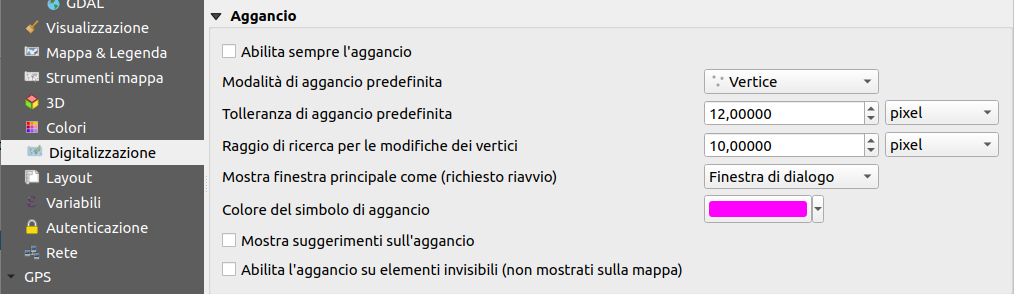 GDAL
Visualizzazione
Mappa & Legenda
Strumenti mappa
3D
Colori
Digitalizzazione
Layout
Variabili
Autenticazione
Rete
GPS
Aggancio
Abilita sempre l'aggancio
Modalità di aggancio predefinita Vertice
Tolleranza di aggancio predefinita 12,00000 pixel
Raggio di ricerca per le modifiche dei vertici 10,00000 pixel
Mostra finestra principale come (richiesto riavvio) Finestra di dialogo
Colore del simbolo di aggancio
Mostra suggerimenti sull'aggancio
Abilita l'aggancio su elementi invisibili (non mostrati sulla mappa)